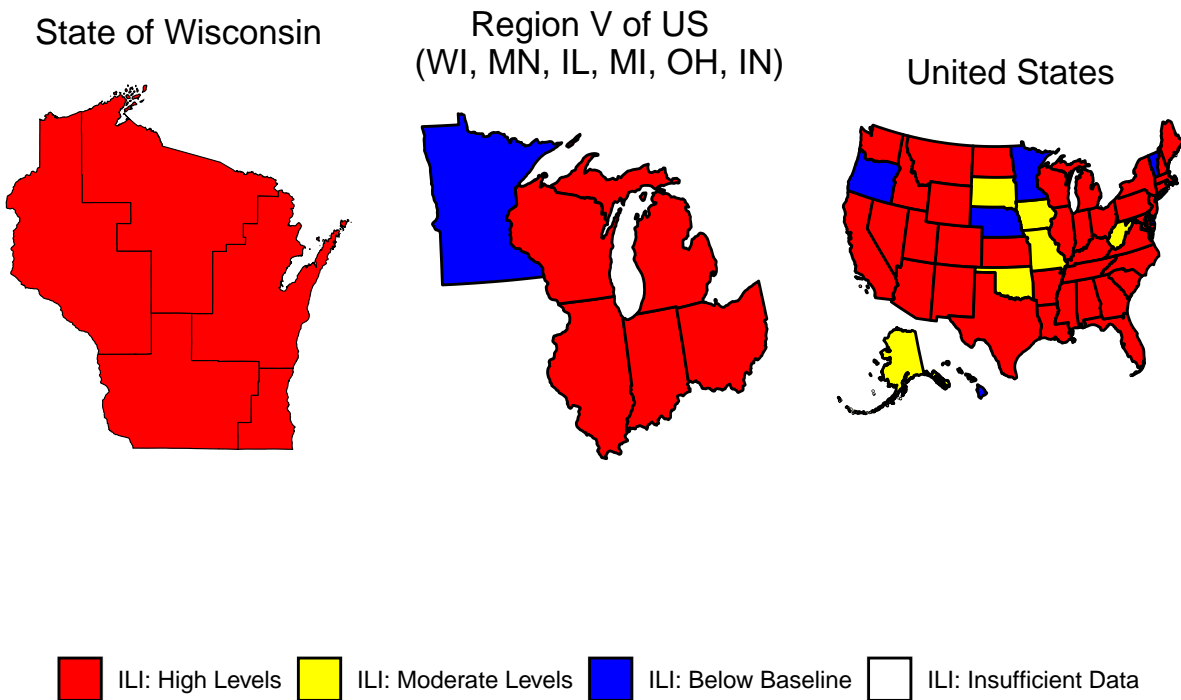 State of Wisconsin
Region V of US
(WI, MN, IL, MI, OH, IN)
United States
ILI: High Levels
ILI: Moderate Levels
ILI: Below Baseline
ILI: Insufficient Data